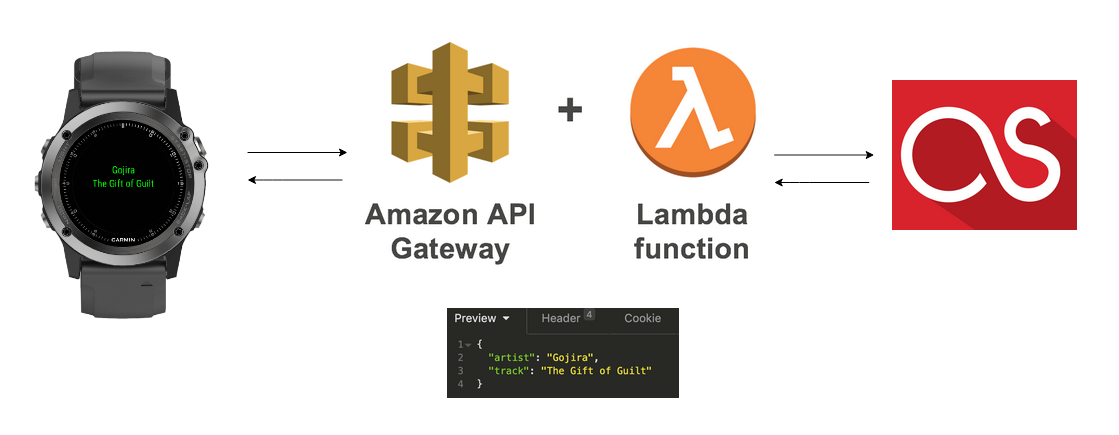 Gojira
The Gift of Guilt
GARMIN
Amazon API
Gateway
+
λ
Lambda
function
as
Preview
Header 4
Cookie
1 {
2 "artist": "Gojira",
3 "track": "The Gift of Guilt"
4 }